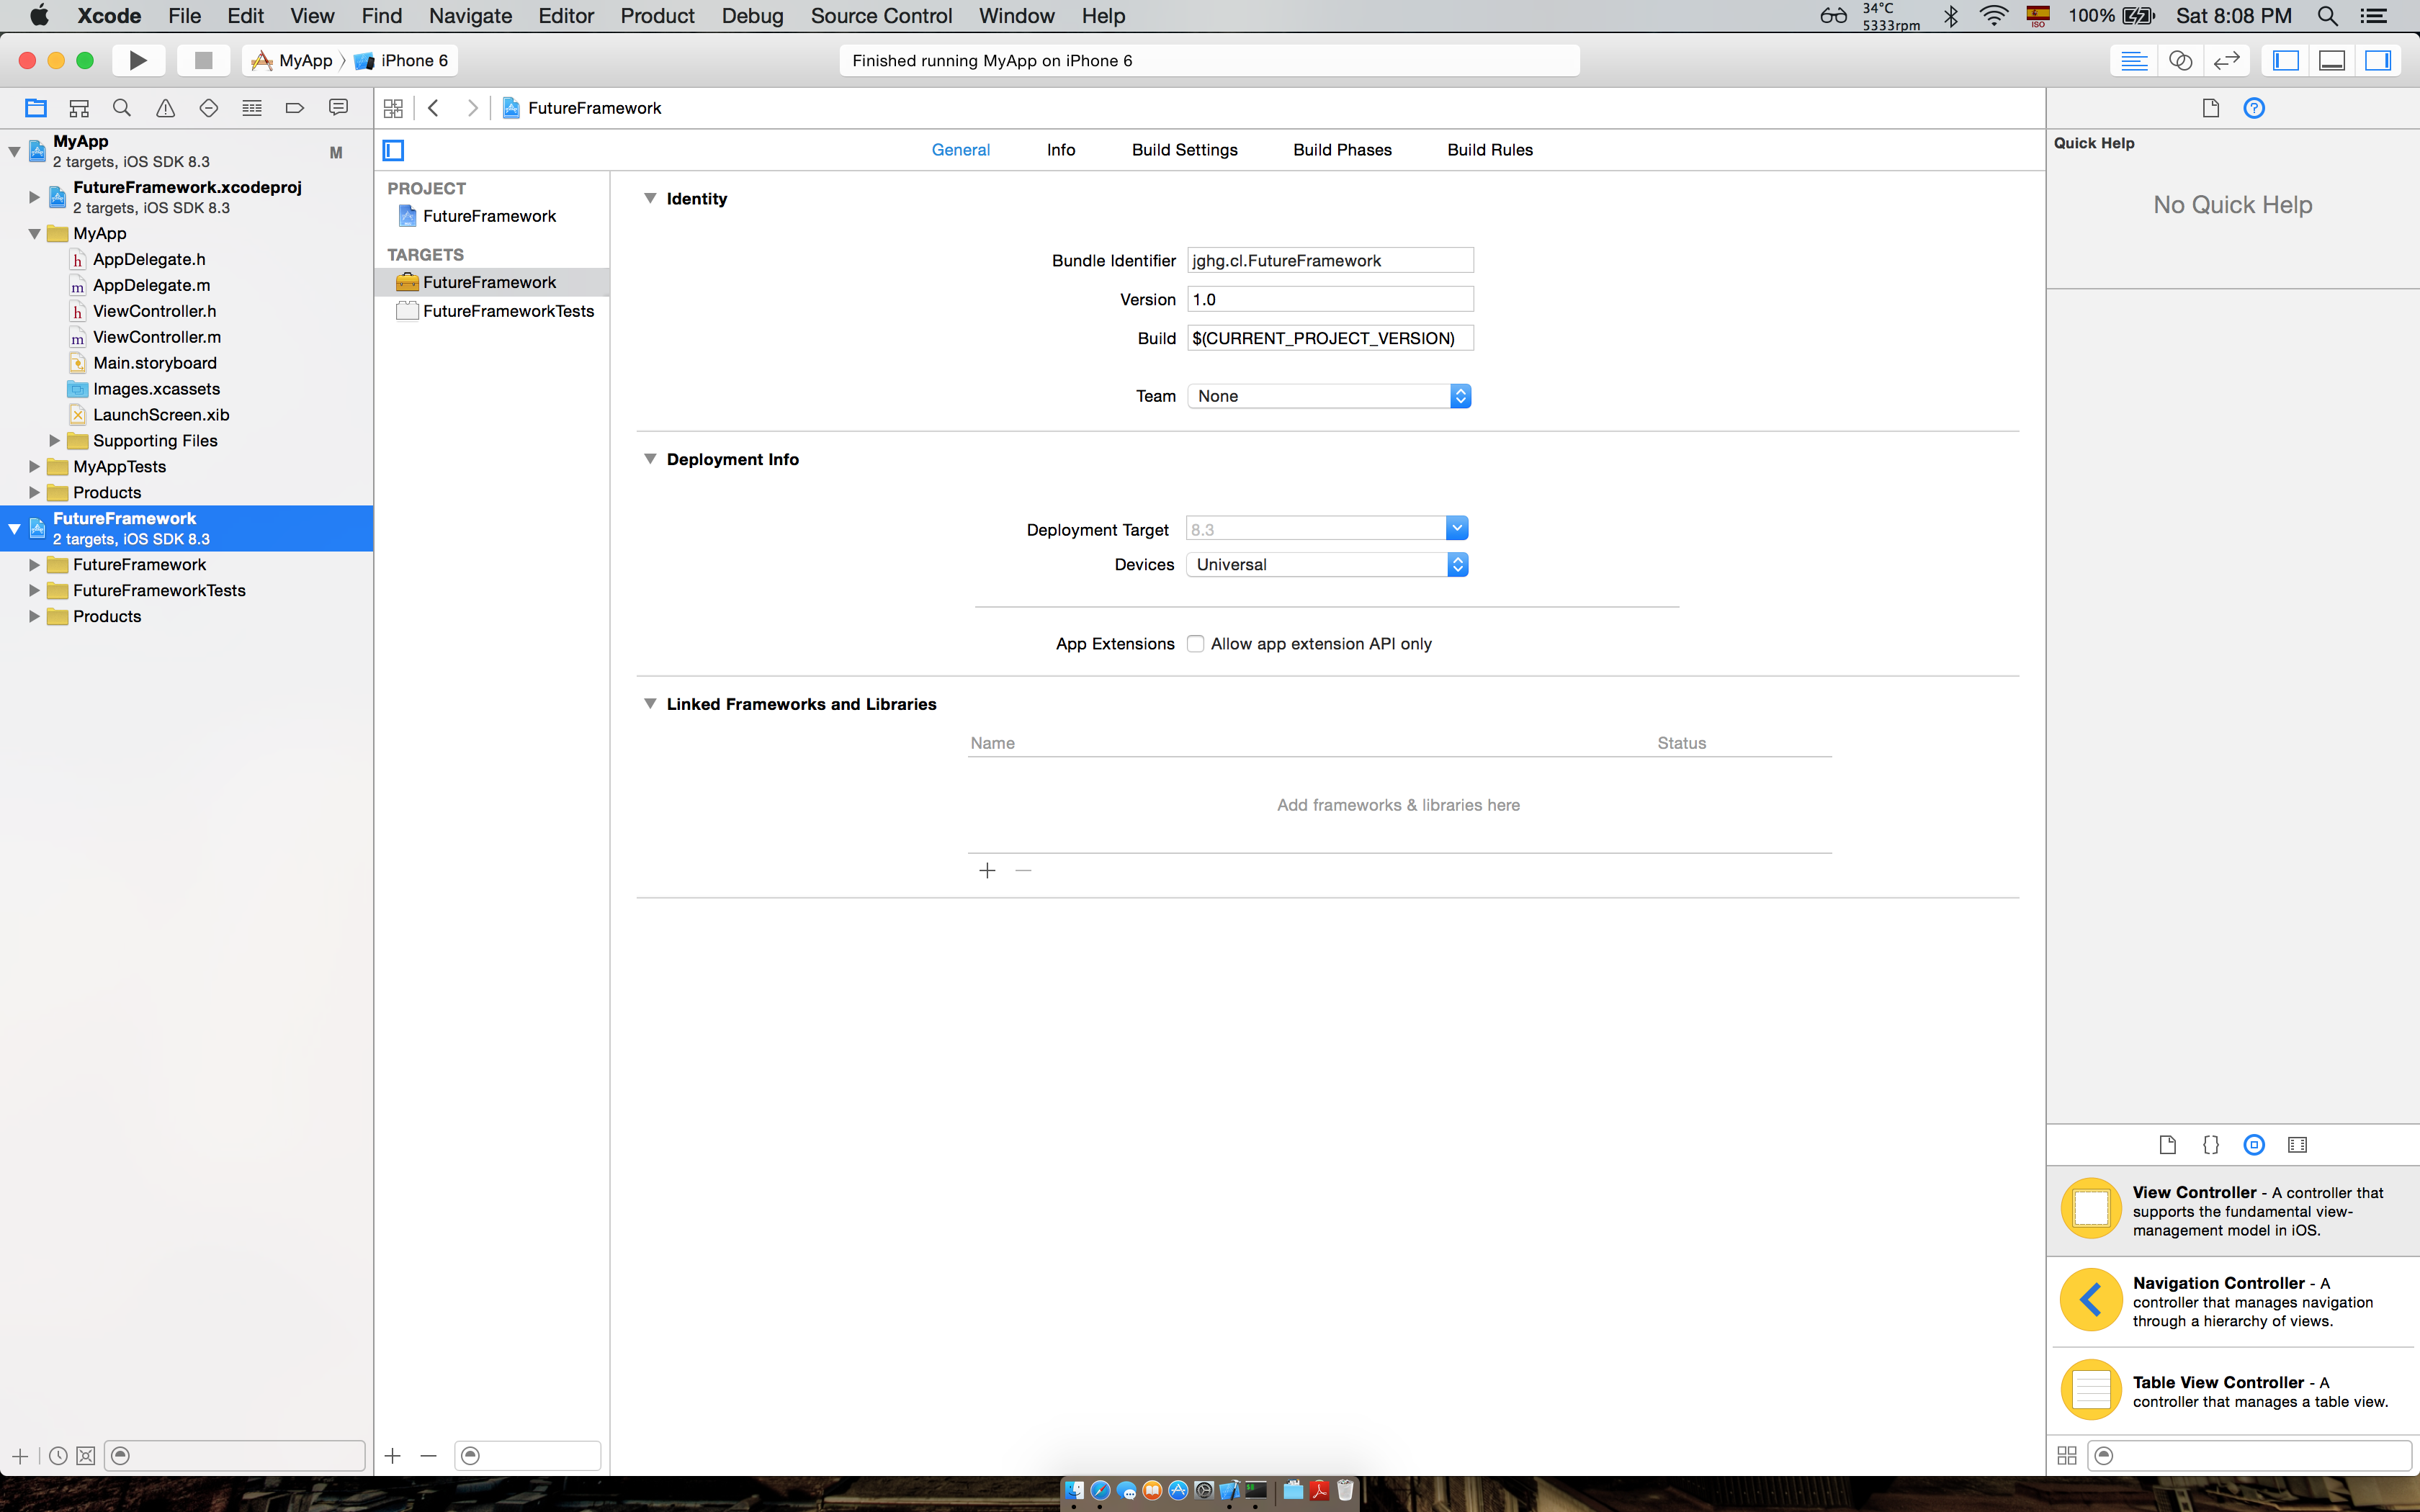 Xcode File Edit View Find Navigate Editor Product Debug Source Control Window Help
34°C
5333rpm
ISO
100%
Sat 8:08 PM
MyApp iPhone 6
Finished running MyApp on iPhone 6
FutureFramework
MyApp
2 targets, iOS SDK 8.3
M
FutureFramework.xcodeproj
2 targets, iOS SDK 8.3
MyApp
h AppDelegate.h
m AppDelegate.m
h ViewController.h
m ViewController.m
Main.storyboard
Images.xcassets
LaunchScreen.xib
Supporting Files
MyAppTests
Products
FutureFramework
2 targets, iOS SDK 8.3
FutureFramework
FutureFrameworkTests
Products
General Info Build Settings Build Phases Build Rules
PROJECT
FutureFramework
TARGETS
FutureFramework
FutureFrameworkTests
Identity
Bundle Identifier jghg.cl.FutureFramework
Version 1.0
Build $(CURRENT_PROJECT_VERSION)
Team None
Deployment Info
Deployment Target 8.3
Devices Universal
App Extensions Allow app extension API only
Linked Frameworks and Libraries
Name Status
Add frameworks & libraries here
Quick Help
No Quick Help
{}
View Controller - A controller that
supports the fundamental view-
management model in iOS.
Navigation Controller - A
controller that manages navigation
through a hierarchy of views.
Table View Controller - A
controller that manages a table view.